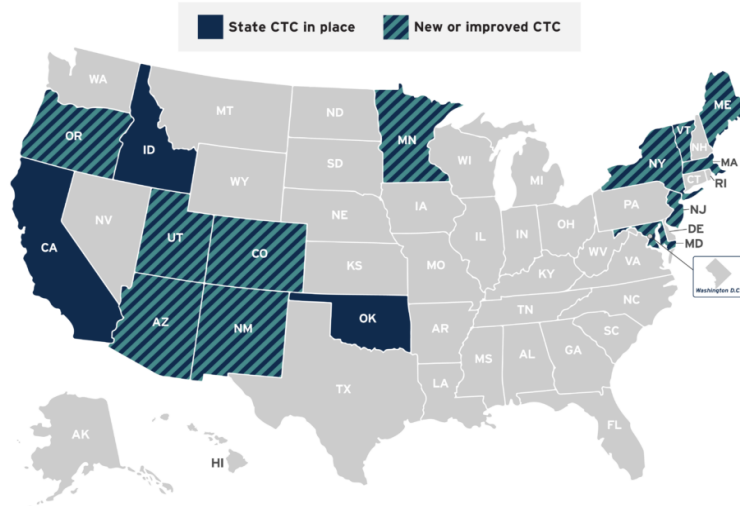 State CTC in place
New or improved CTC
WA
MT
ND
MN
ME
VT
NH
OR
ID
SD
WI
NY
MA
WY
MI
CT
RI
IA
PA
NJ
NV
NE
OH
DE
UT
IL
IN
MD
CA
CO
WV
VA
KS
MO
KY
Washington D.C
NC
TN
AZ
NM
OK
AR
SC
MS
AL
GA
TX
LA
FL
AK
HI